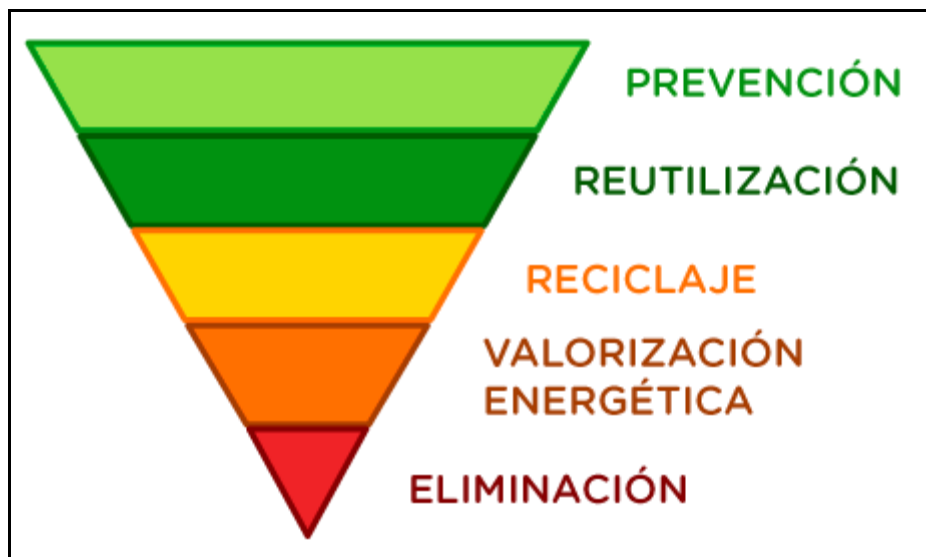 PREVENCIÓN
REUTILIZACIÓN
RECICLAJE
VALORIZACIÓN
ENERGÉTICA
ELIMINACIÓN